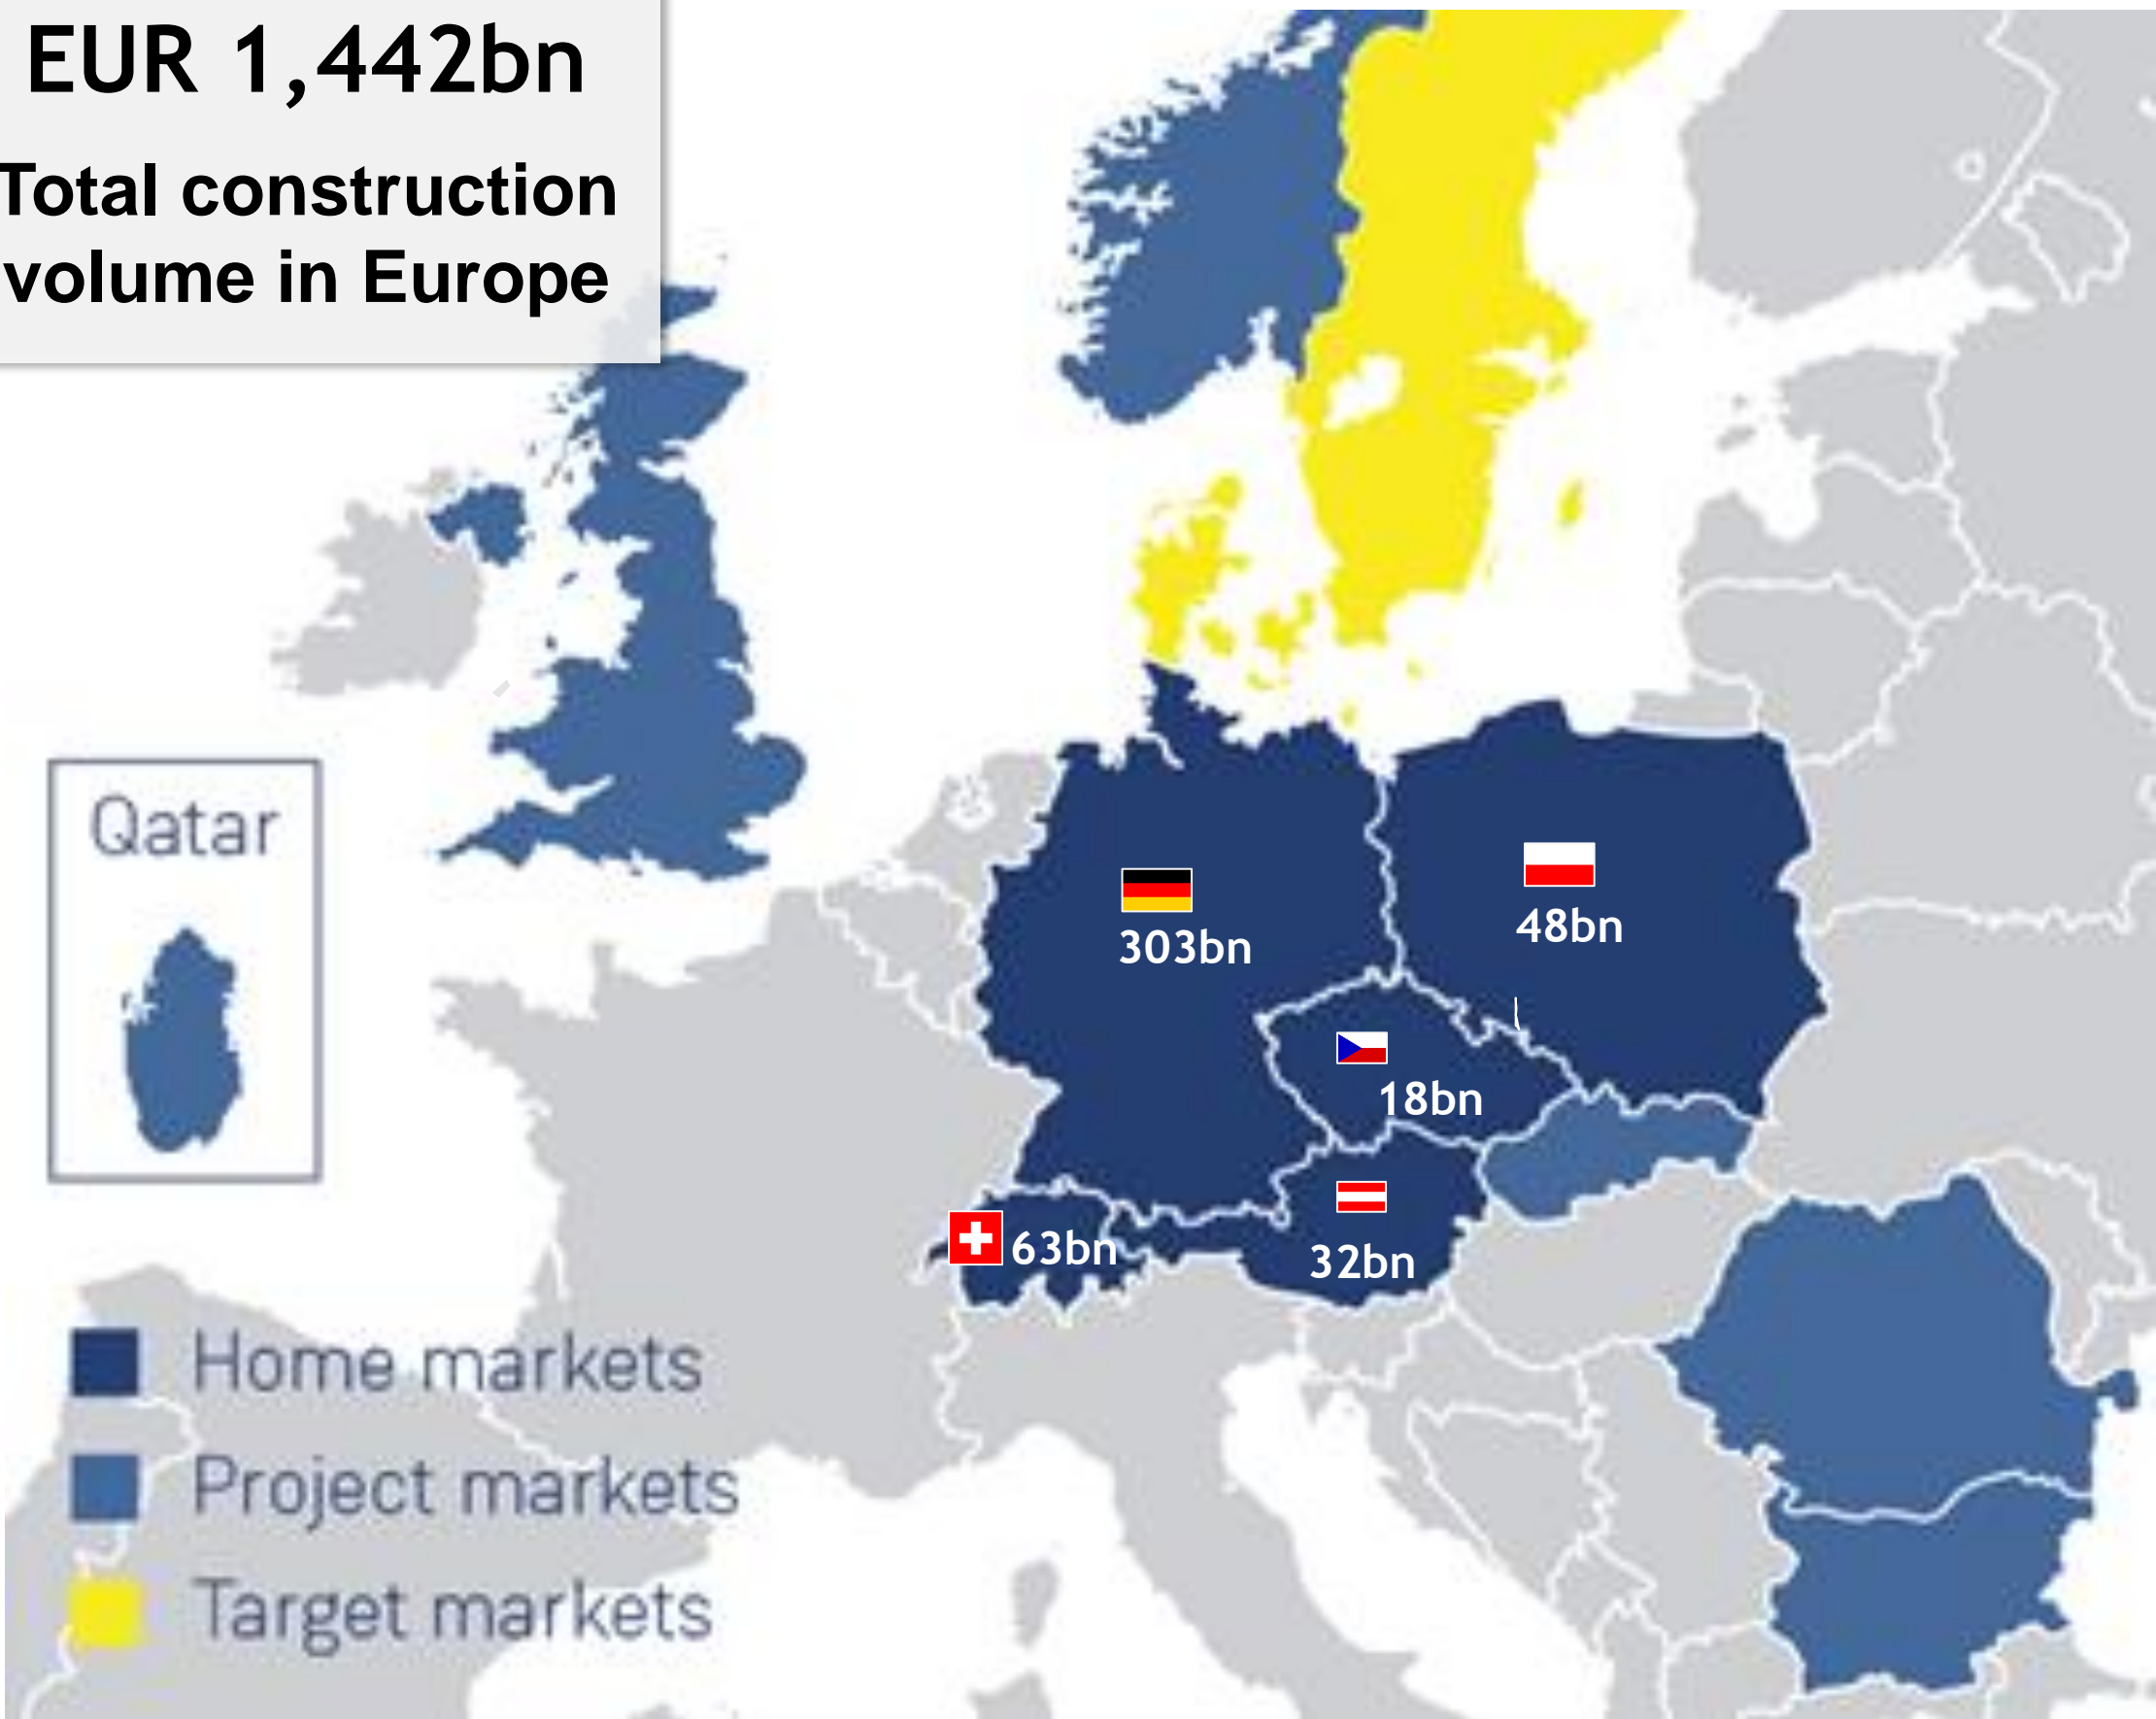 EUR 1,442bn
Total construction
volume in Europe
Qatar
303bn
48bn
18bn
63bn
32bn
Home markets
Project markets
Target markets